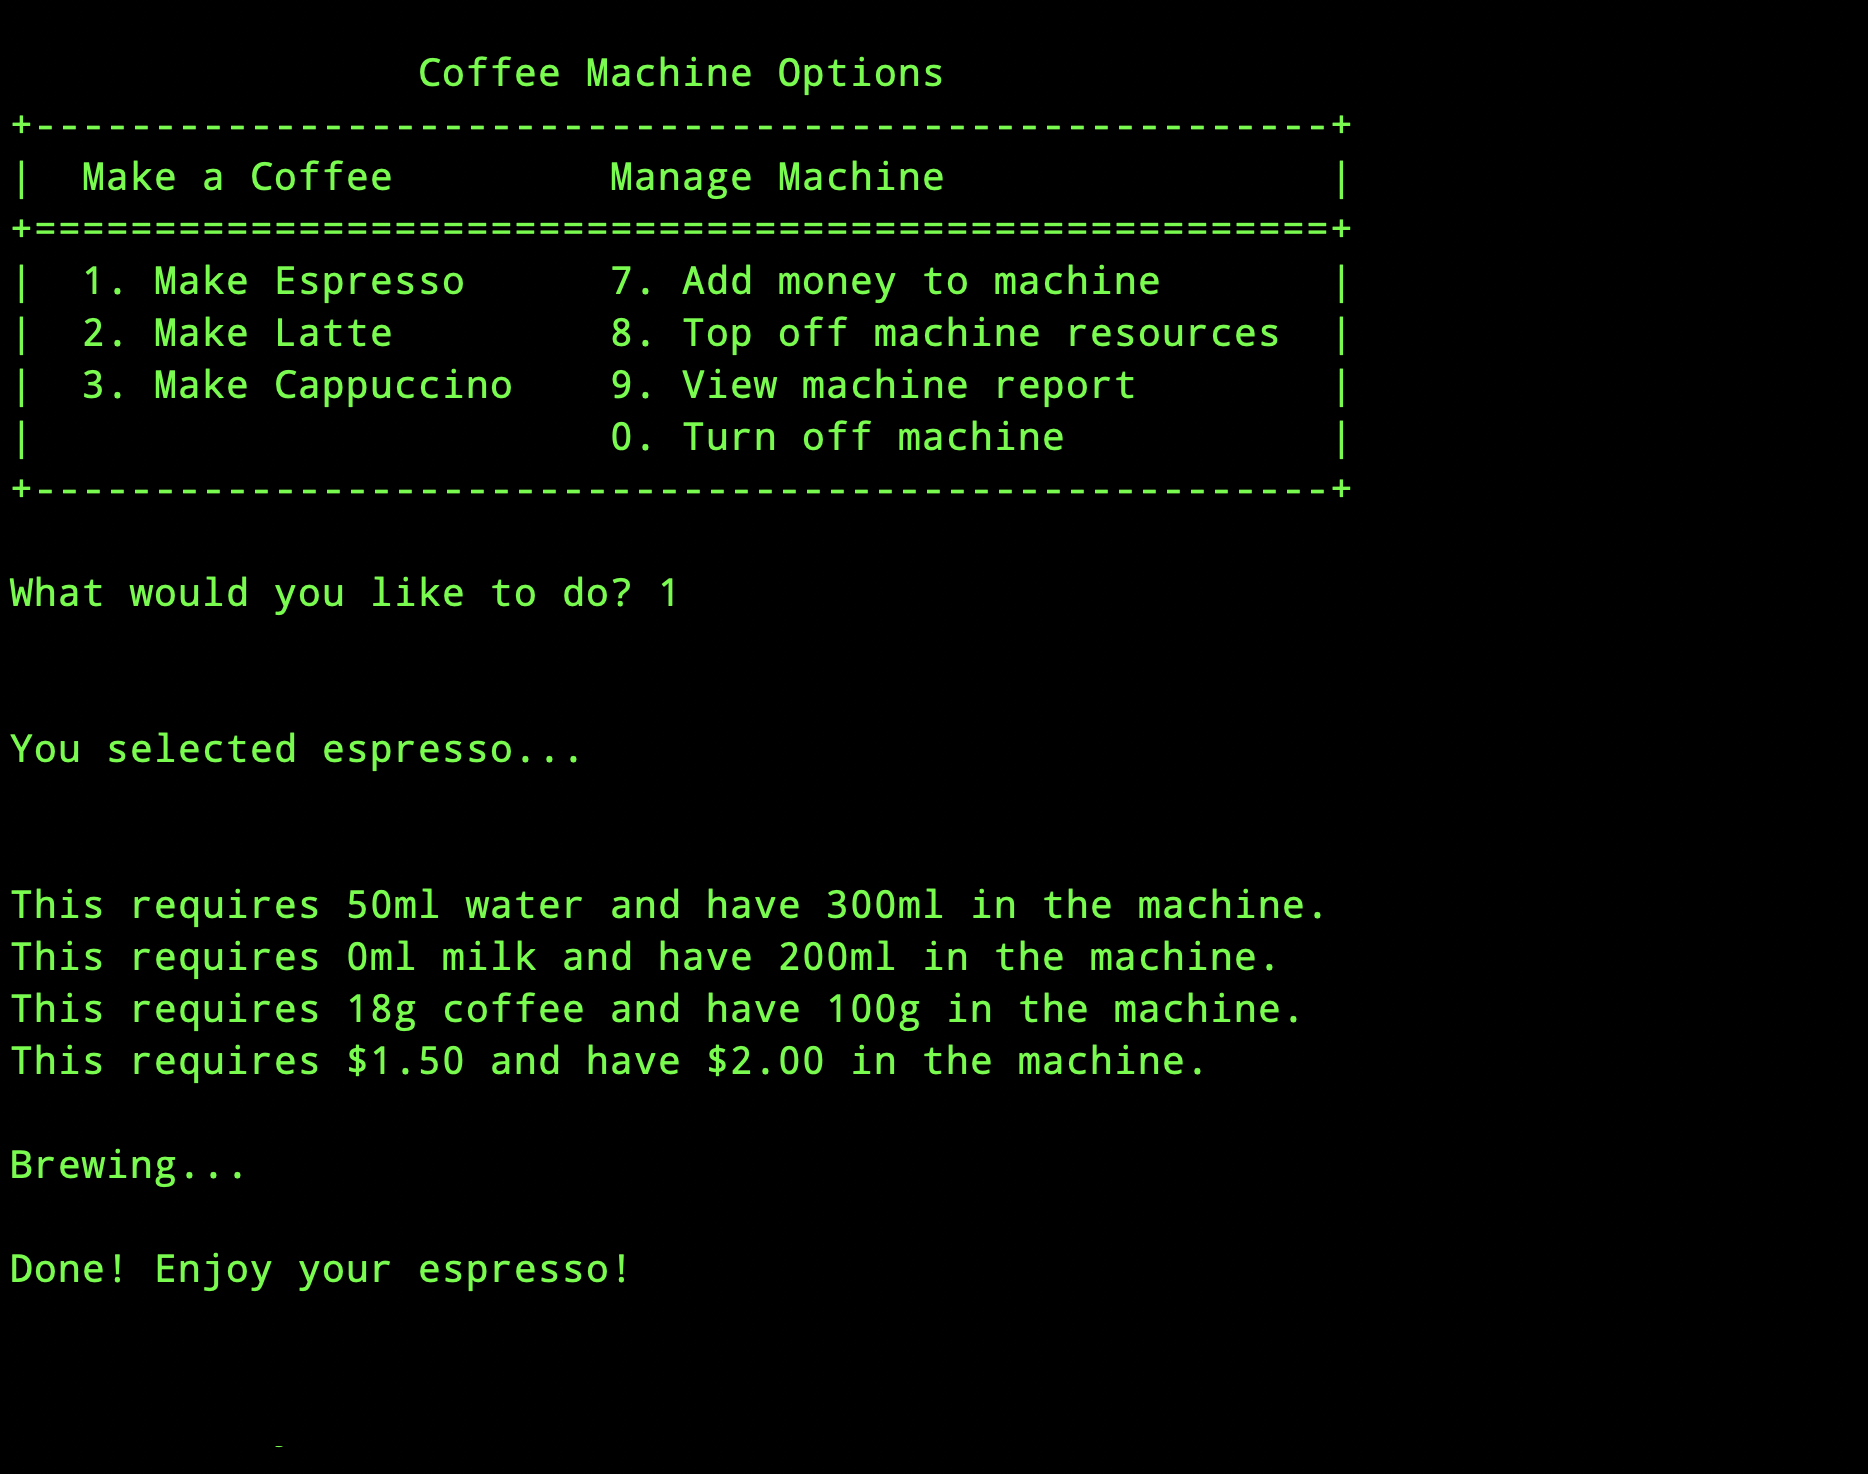 Coffee Machine Options
+------------------------------------------------------+
|  Make a Coffee         Manage Machine                |
+======================================================+
|  1. Make Espresso      7. Add money to machine       |
|  2. Make Latte         8. Top off machine resources  |
|  3. Make Cappuccino    9. View machine report        |
|                        0. Turn off machine           |
+------------------------------------------------------+
What would you like to do? 1
You selected espresso...
This requires 50ml water and have 300ml in the machine.
This requires 0ml milk and have 200ml in the machine.
This requires 18g coffee and have 100g in the machine.
This requires $1.50 and have $2.00 in the machine.
Brewing...
Done! Enjoy your espresso!